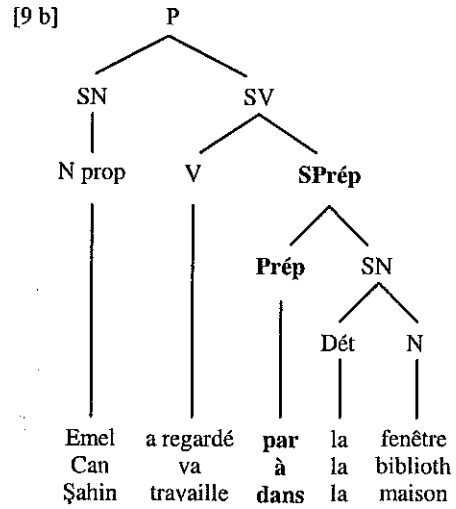 [9 b] P
SN SV
N prop V SPrép
Prép SN
Dét N
Emel a regardé par la fenêtre
Can va à la biblioth
Şahin travaille dans la maison